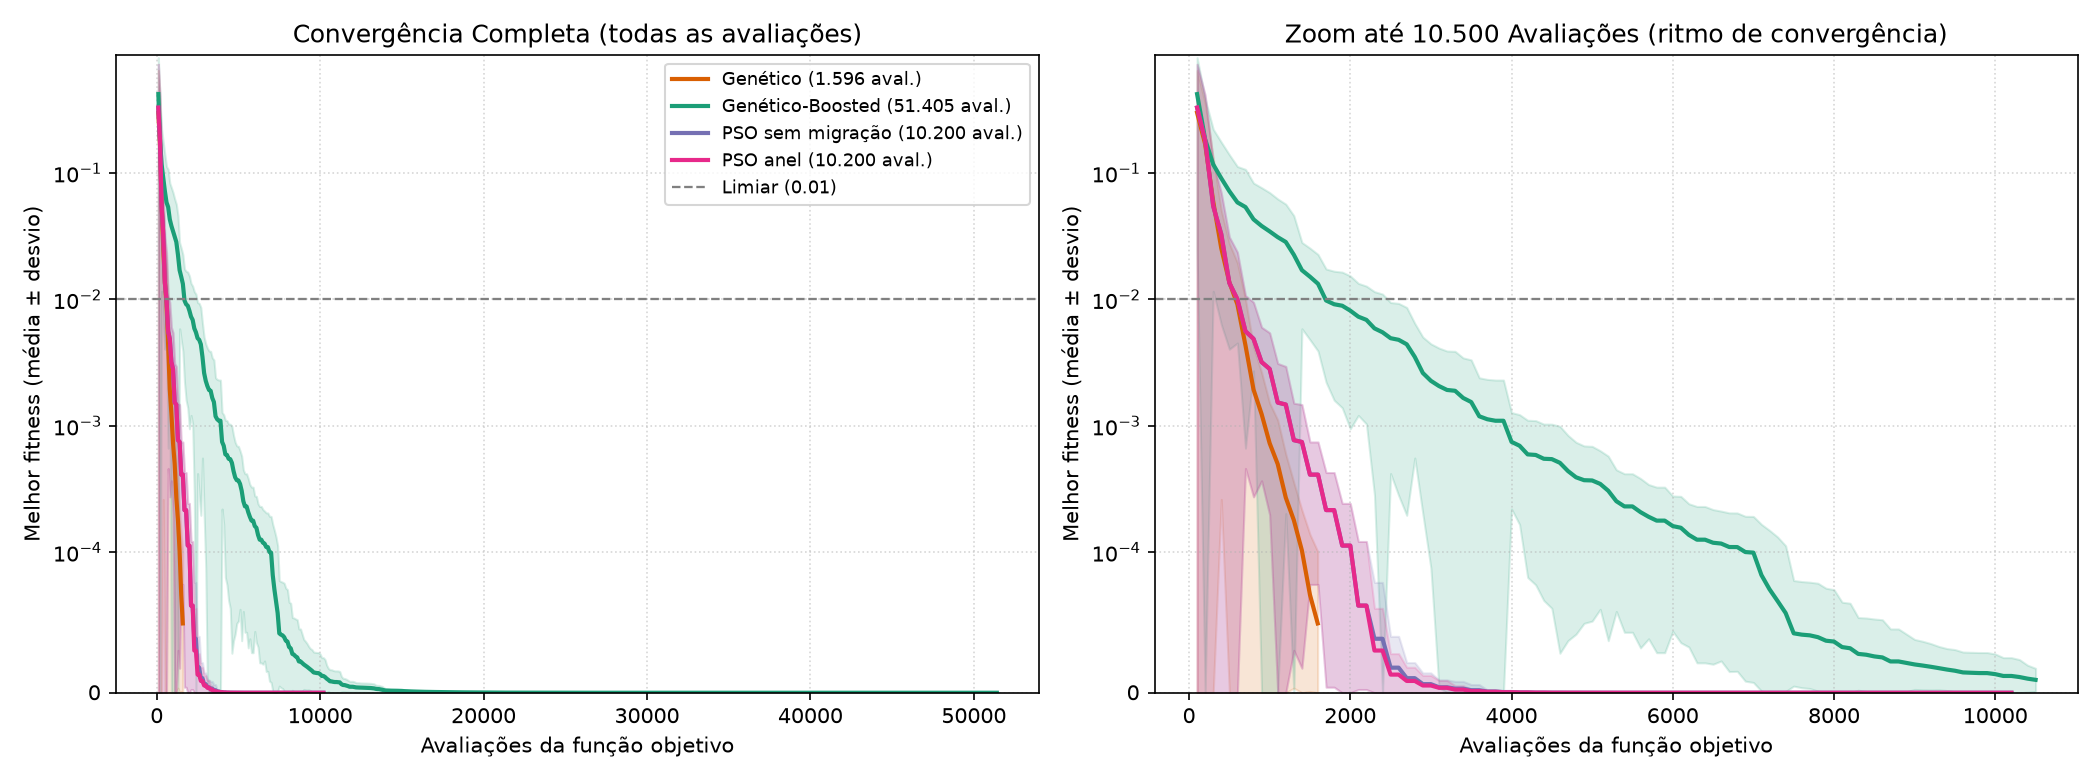 Convergência Completa (todas as avaliações)
Melhor fitness (média ± desvio)
10⁻¹
10⁻²
10⁻³
10⁻⁴
0
Genético (1.596 aval.)
Genético-Boosted (51.405 aval.)
PSO sem migração (10.200 aval.)
PSO anel (10.200 aval.)
Limiar (0.01)
0 10000 20000 30000 40000 50000
Avaliações da função objetivo
Zoom até 10.500 Avaliações (ritmo de convergência)
Melhor fitness (média ± desvio)
10⁻¹
10⁻²
10⁻³
10⁻⁴
0
0 2000 4000 6000 8000 10000
Avaliações da função objetivo